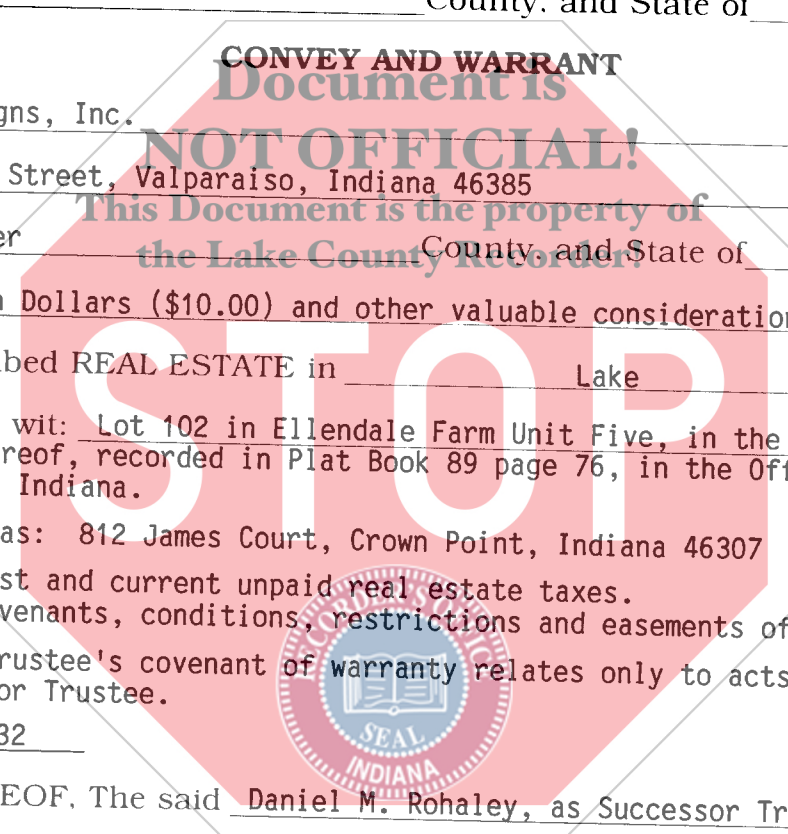 County, and State of
CONVEY AND WARRANT
Document is
gns, Inc.
NOT OFFICIAL!
Street, Valparaiso, Indiana 46385
This Document is the property of
er County, and State of
the Lake County Recorder!
Dollars ($10.00) and other valuable consideration
bed REAL ESTATE in Lake
STOP
wit: Lot 102 in Ellendale Farm Unit Five, in the
reof, recorded in Plat Book 89 page 76, in the Off
Indiana.
as: 812 James Court, Crown Point, Indiana 46307
st and current unpaid real estate taxes.
venants, conditions, restrictions and easements of
rustee's covenant of warranty relates only to acts
or Trustee.
RECORDER'S OFFICE
SEAL
INDIANA
32
EOF, The said Daniel M. Rohaley, as Successor Tr